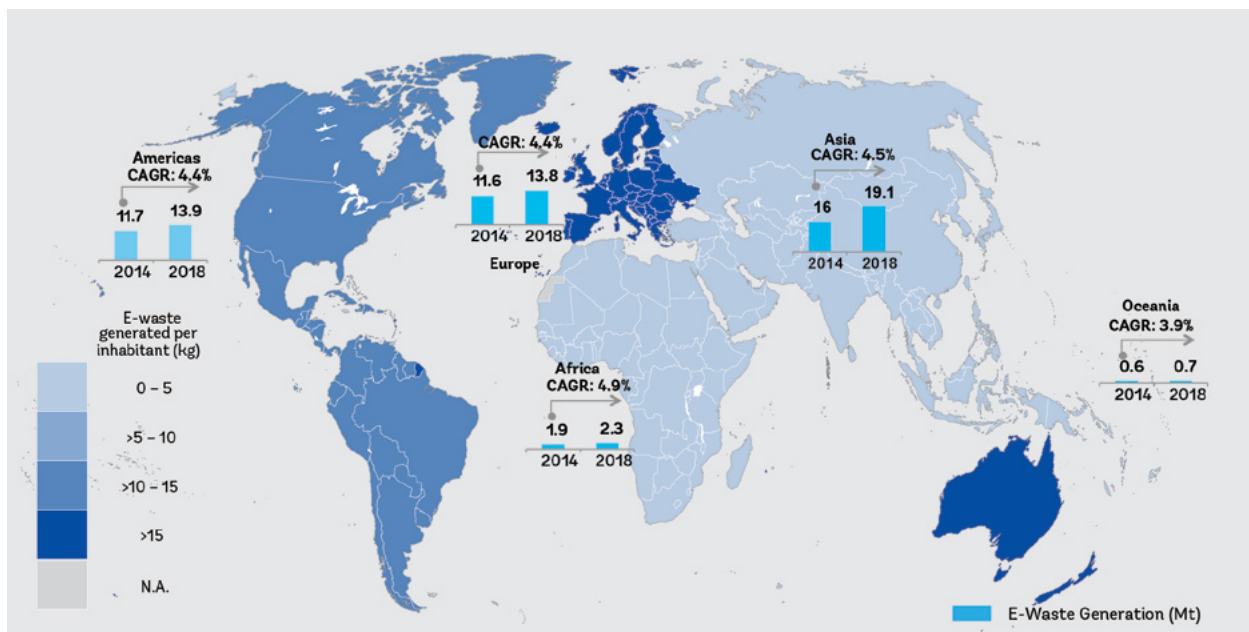 Americas
CAGR: 4.4%
11.7 13.9
2014 2018
CAGR: 4.4%
11.6 13.8
2014 2018
Europe
Asia
CAGR: 4.5%
16 19.1
2014 2018
Africa
CAGR: 4.9%
1.9 2.3
2014 2018
Oceania
CAGR: 3.9%
0.6 0.7
2014 2018
E-waste
generated per
inhabitant (kg)
0 – 5
>5 – 10
>10 – 15
>15
N.A.
E-Waste Generation (Mt)